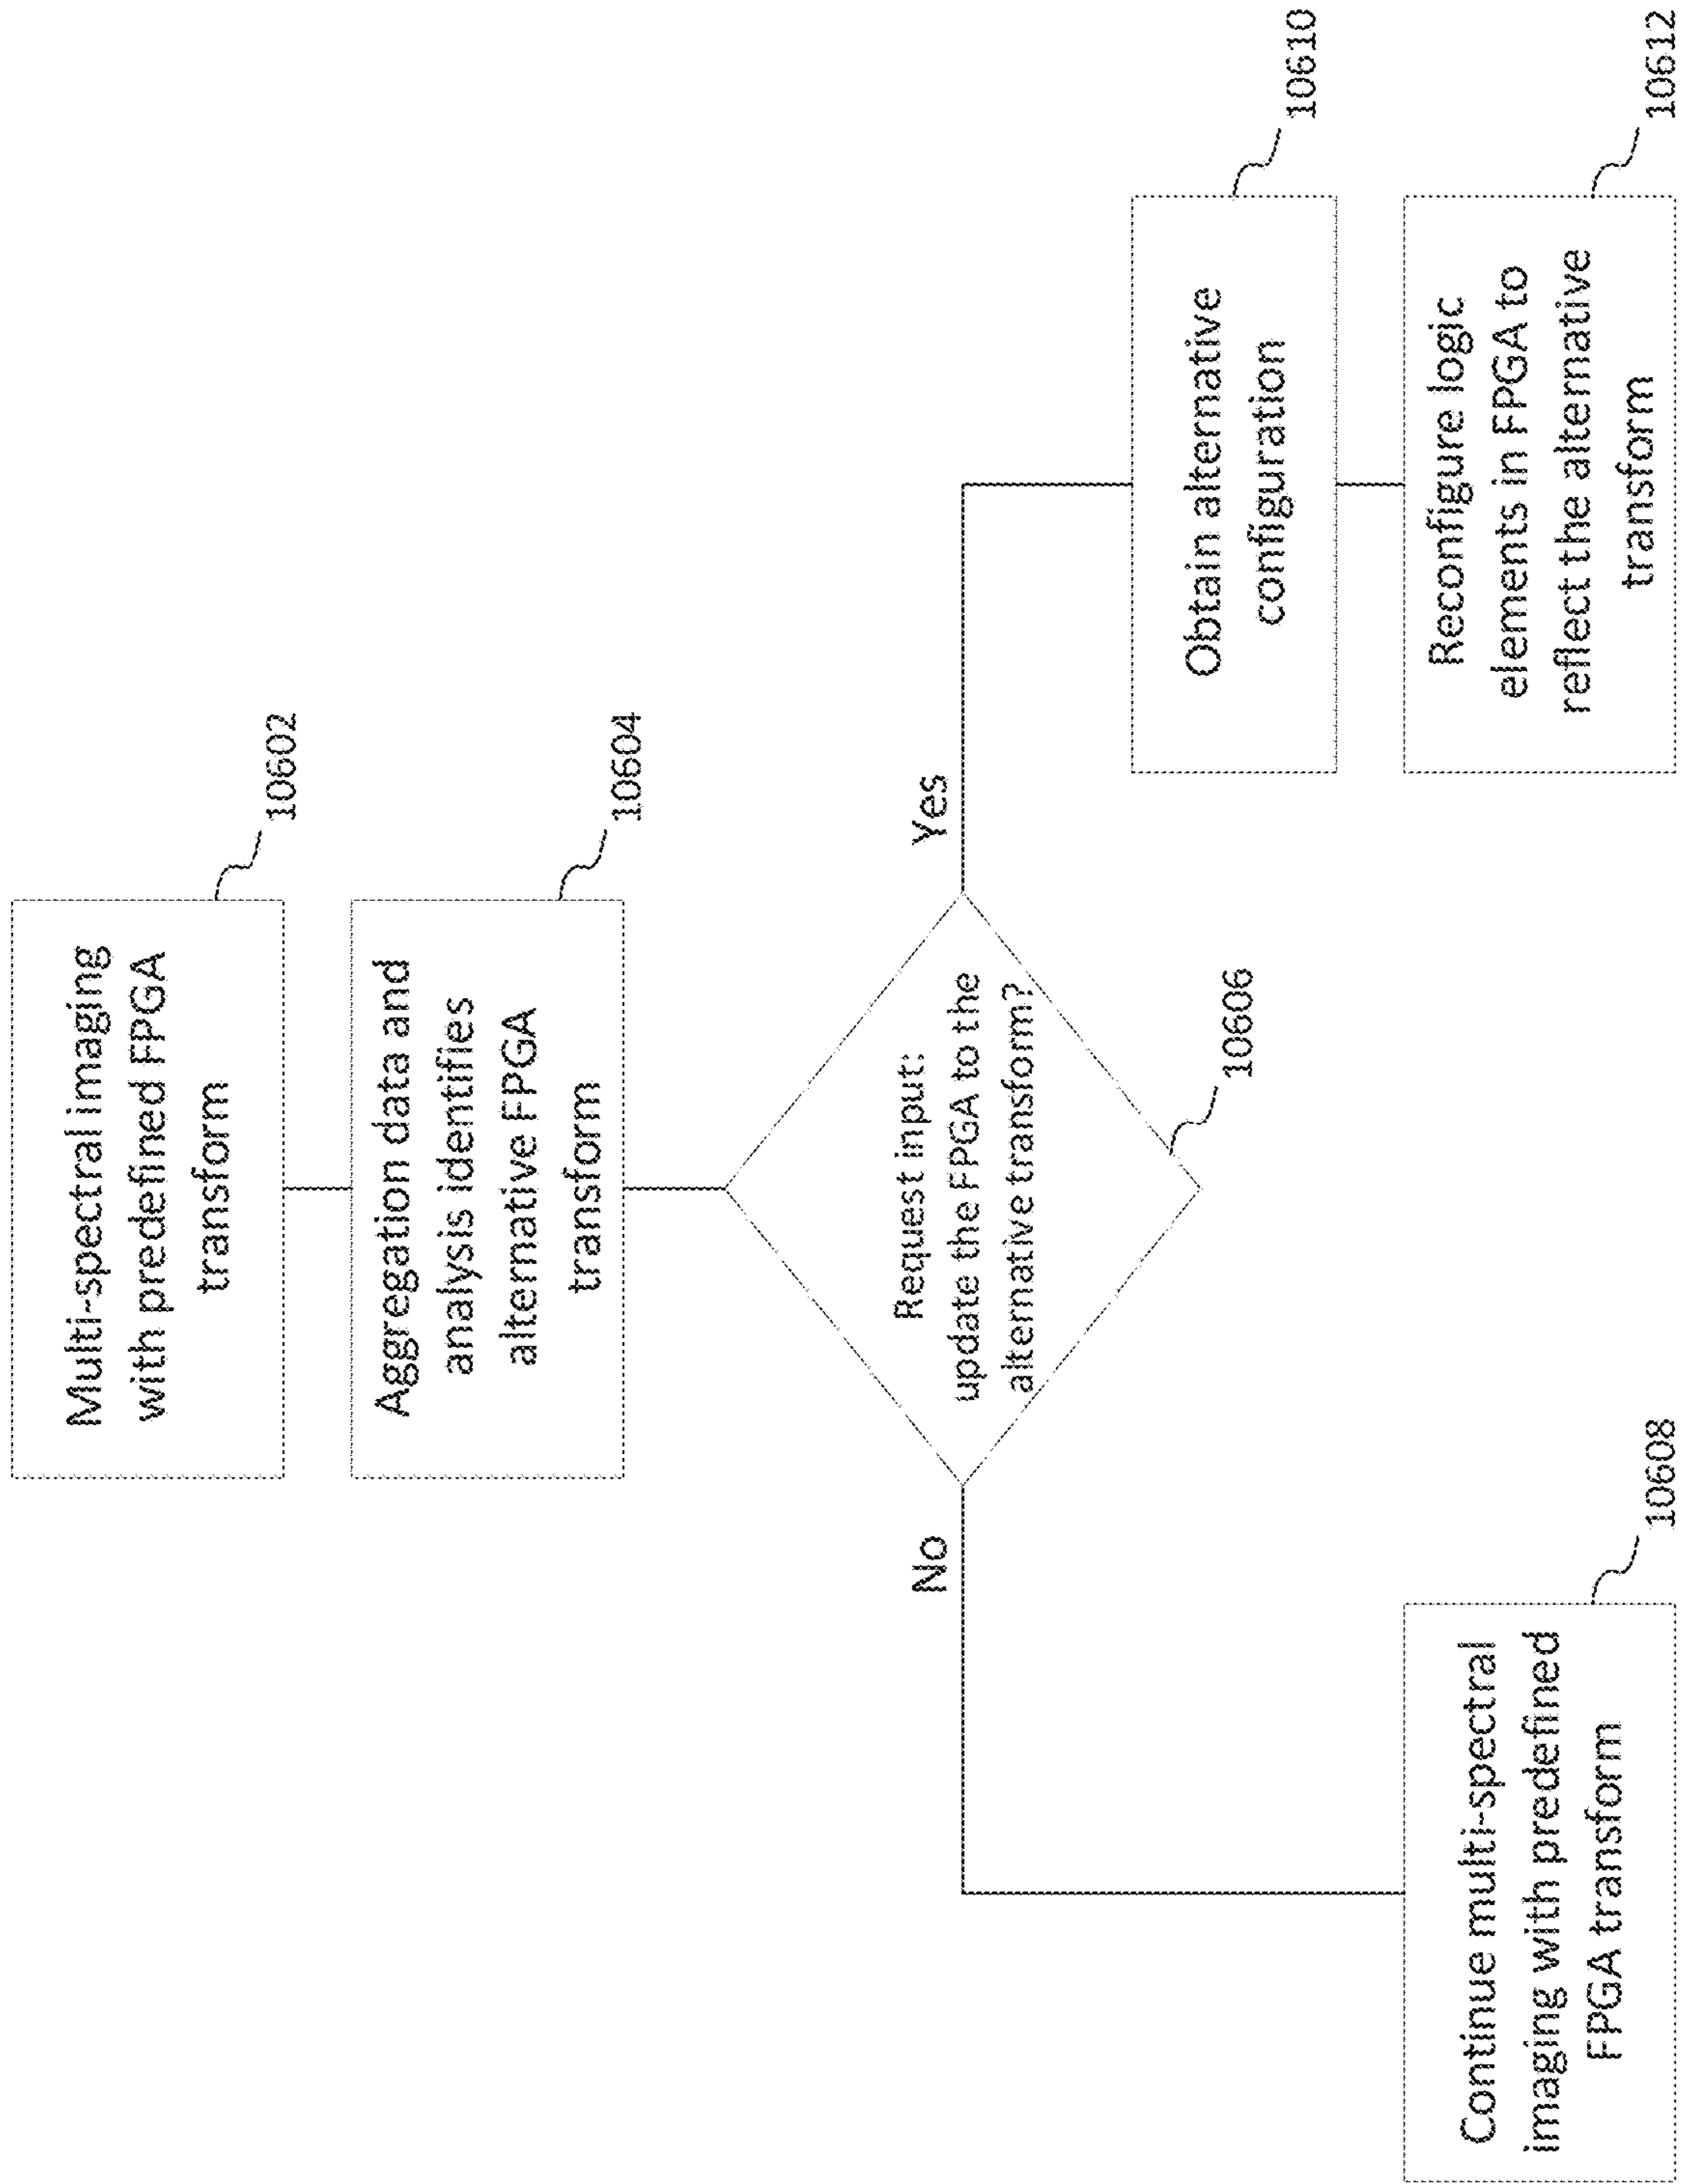 Multi-spectral imaging
with predefined FPGA
transform
10602
Aggregation data and
analysis identifies
alternative FPGA
transform
10604
Request input:
update the FPGA to the
alternative transform?
10606
No
Yes
Continue multi-spectral
imaging with predefined
FPGA transform
10608
Obtain alternative
configuration
10610
Reconfigure logic
elements in FPGA to
reflect the alternative
transform
10612